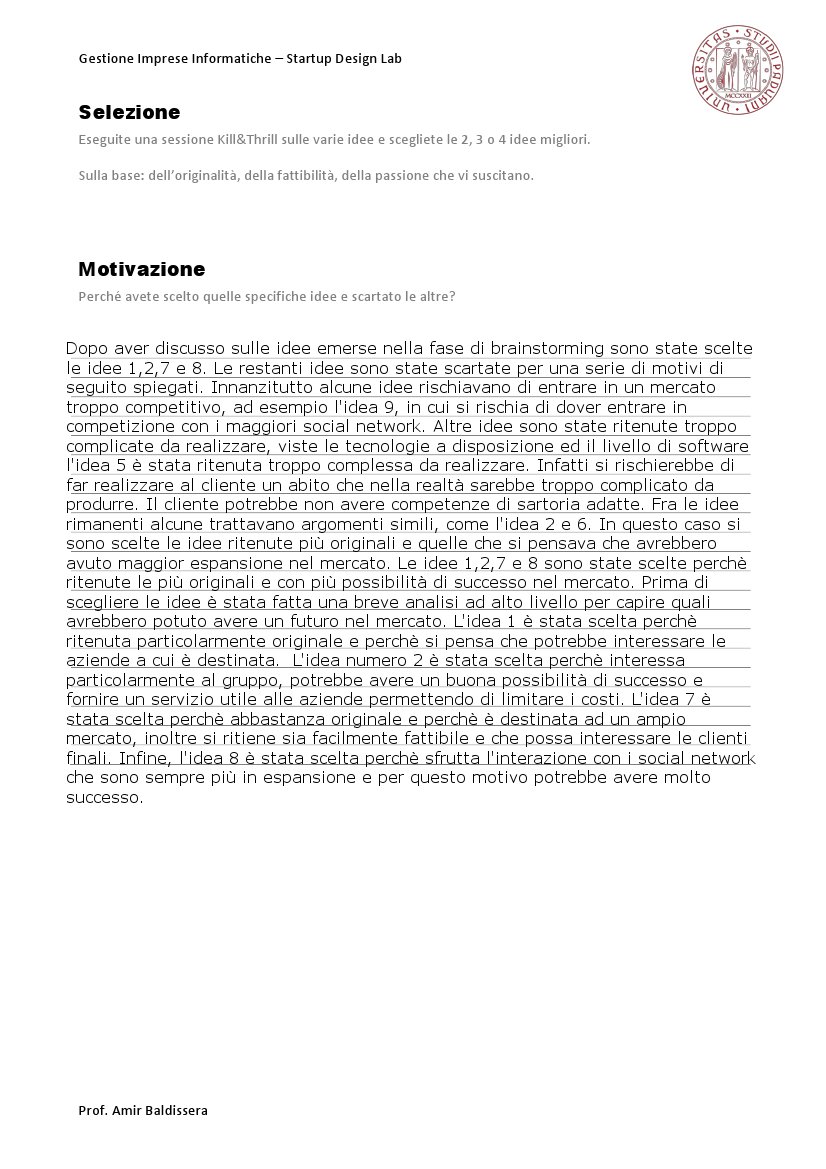 Gestione Imprese Informatiche – Startup Design Lab
UNIVERSITAS STUDII PADUANI
MCCXXII
Selezione
Eseguite una sessione Kill&Thrill sulle varie idee e scegliete le 2, 3 o 4 idee migliori.
Sulla base: dell’originalità, della fattibilità, della passione che vi suscitano.
Motivazione
Perché avete scelto quelle specifiche idee e scartato le altre?
Dopo aver discusso sulle idee emerse nella fase di brainstorming sono state scelte
le idee 1,2,7 e 8. Le restanti idee sono state scartate per una serie di motivi di
seguito spiegati. Innanzitutto alcune idee rischiavano di entrare in un mercato
troppo competitivo, ad esempio l'idea 9, in cui si rischia di dover entrare in
competizione con i maggiori social network. Altre idee sono state ritenute troppo
complicate da realizzare, viste le tecnologie a disposizione ed il livello di software
l'idea 5 è stata ritenuta troppo complessa da realizzare. Infatti si rischierebbe di
far realizzare al cliente un abito che nella realtà sarebbe troppo complicato da
produrre. Il cliente potrebbe non avere competenze di sartoria adatte. Fra le idee
rimanenti alcune trattavano argomenti simili, come l'idea 2 e 6. In questo caso si
sono scelte le idee ritenute più originali e quelle che si pensava che avrebbero
avuto maggior espansione nel mercato. Le idee 1,2,7 e 8 sono state scelte perchè
ritenute le più originali e con più possibilità di successo nel mercato. Prima di
scegliere le idee è stata fatta una breve analisi ad alto livello per capire quali
avrebbero potuto avere un futuro nel mercato. L'idea 1 è stata scelta perchè
ritenuta particolarmente originale e perchè si pensa che potrebbe interessare le
aziende a cui è destinata.  L'idea numero 2 è stata scelta perchè interessa
particolarmente al gruppo, potrebbe avere un buona possibilità di successo e
fornire un servizio utile alle aziende permettendo di limitare i costi. L'idea 7 è
stata scelta perchè abbastanza originale e perchè è destinata ad un ampio
mercato, inoltre si ritiene sia facilmente fattibile e che possa interessare le clienti
finali. Infine, l'idea 8 è stata scelta perchè sfrutta l'interazione con i social network
che sono sempre più in espansione e per questo motivo potrebbe avere molto
successo.
Prof. Amir Baldissera